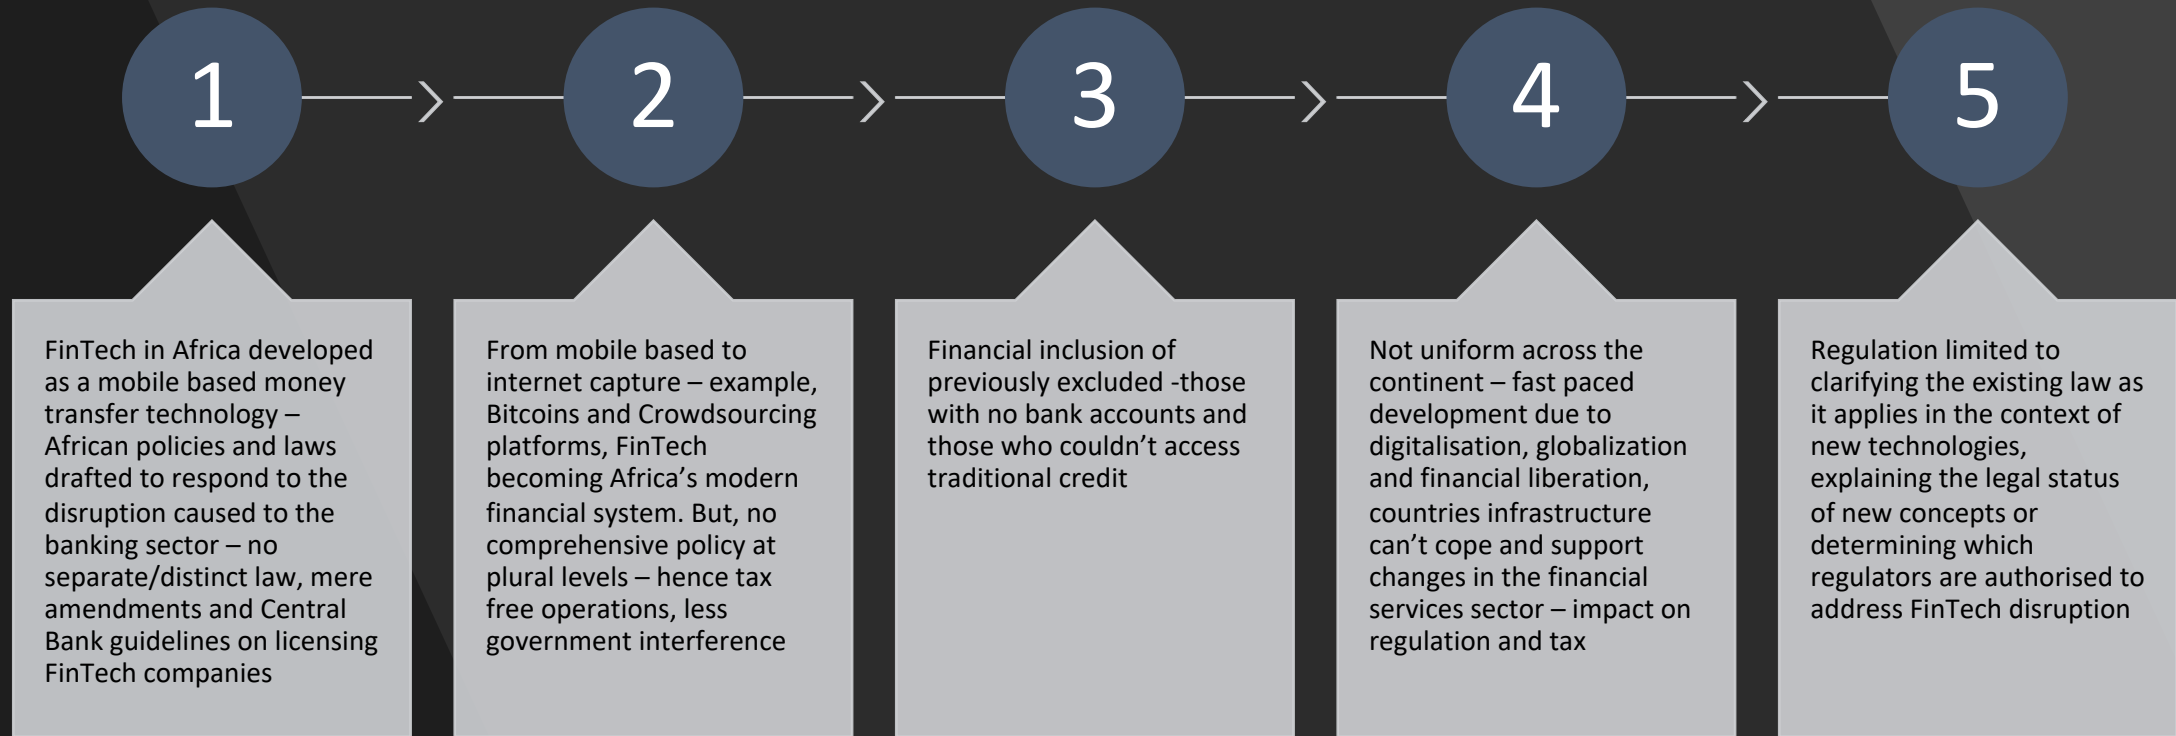 1
FinTech in Africa developed
as a mobile based money
transfer technology –
African policies and laws
drafted to respond to the
disruption caused to the
banking sector – no
separate/distinct law, mere
amendments and Central
Bank guidelines on licensing
FinTech companies
2
From mobile based to
internet capture – example,
Bitcoins and Crowdsourcing
platforms, FinTech
becoming Africa’s modern
financial system. But, no
comprehensive policy at
plural levels – hence tax
free operations, less
government interference
3
Financial inclusion of
previously excluded -those
with no bank accounts and
those who couldn’t access
traditional credit
4
Not uniform across the
continent – fast paced
development due to
digitalisation, globalization
and financial liberation,
countries infrastructure
can’t cope and support
changes in the financial
services sector – impact on
regulation and tax
5
Regulation limited to
clarifying the existing law as
it applies in the context of
new technologies,
explaining the legal status
of new concepts or
determining which
regulators are authorised to
address FinTech disruption